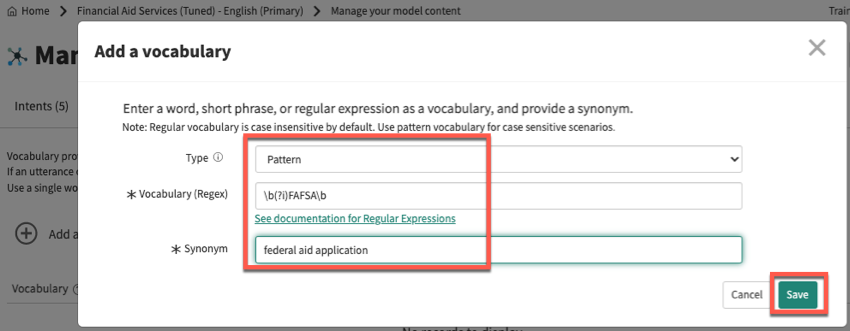 Home > Financial Aid Services (Tuned) - English (Primary) > Manage your model content
Trai
Add a vocabulary
Mar
Enter a word, short phrase, or regular expression as a vocabulary, and provide a synonym.
Intents (5)
Note: Regular vocabulary is case insensitive by default. Use pattern vocabulary for case sensitive scenarios.
Vocabulary pro
Type
Pattern
If an utterance
Use a single wo
* Vocabulary (Regex)
\b(?i)FAFSA\b
See documentation for Regular Expressions
Add a
* Synonym
federal aid application
Vocabulary
Cancel
Save
No records to display